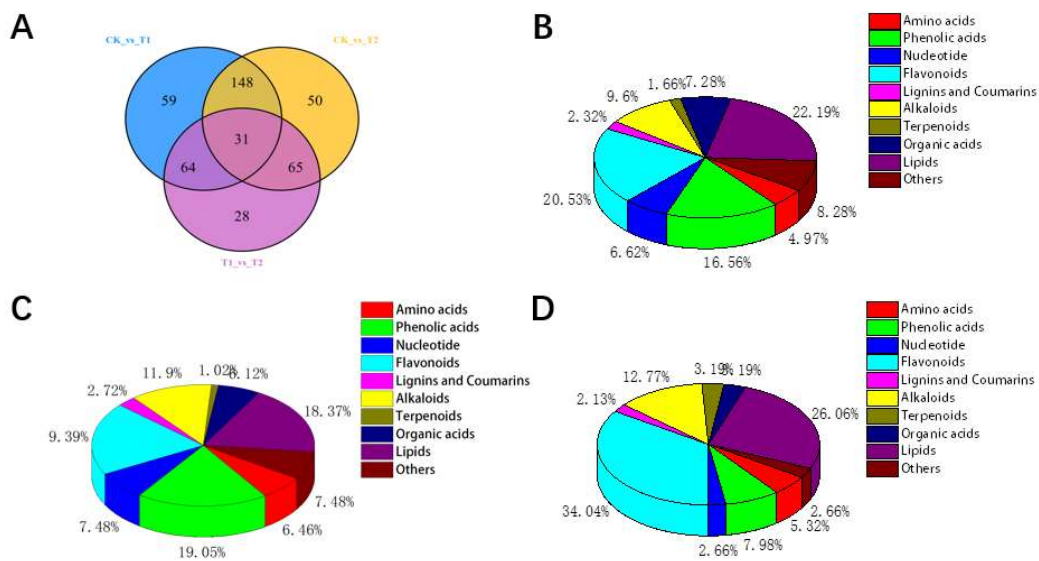 A
CK_vs_T1
CK_vs_T2
59
148
50
31
64
65
28
T1_vs_T2
B
1.66%
7.28%
9.6%
22.19%
2.32%
20.53%
8.28%
6.62%
4.97%
16.56%
Amino acids
Phenolic acids
Nucleotide
Flavonoids
Lignins and Coumarins
Alkaloids
Terpenoids
Organic acids
Lipids
Others
C
1.02%
6.12%
11.9%
2.72%
18.37%
9.39%
7.48%
7.48%
6.46%
19.05%
Amino acids
Phenolic acids
Nucleotide
Flavonoids
Lignins and Coumarins
Alkaloids
Terpenoids
Organic acids
Lipids
Others
D
3.19%
3.19%
12.77%
2.13%
26.06%
34.04%
2.66%
5.32%
2.66%
7.98%
Amino acids
Phenolic acids
Nucleotide
Flavonoids
Lignins and Coumarins
Alkaloids
Terpenoids
Organic acids
Lipids
Others